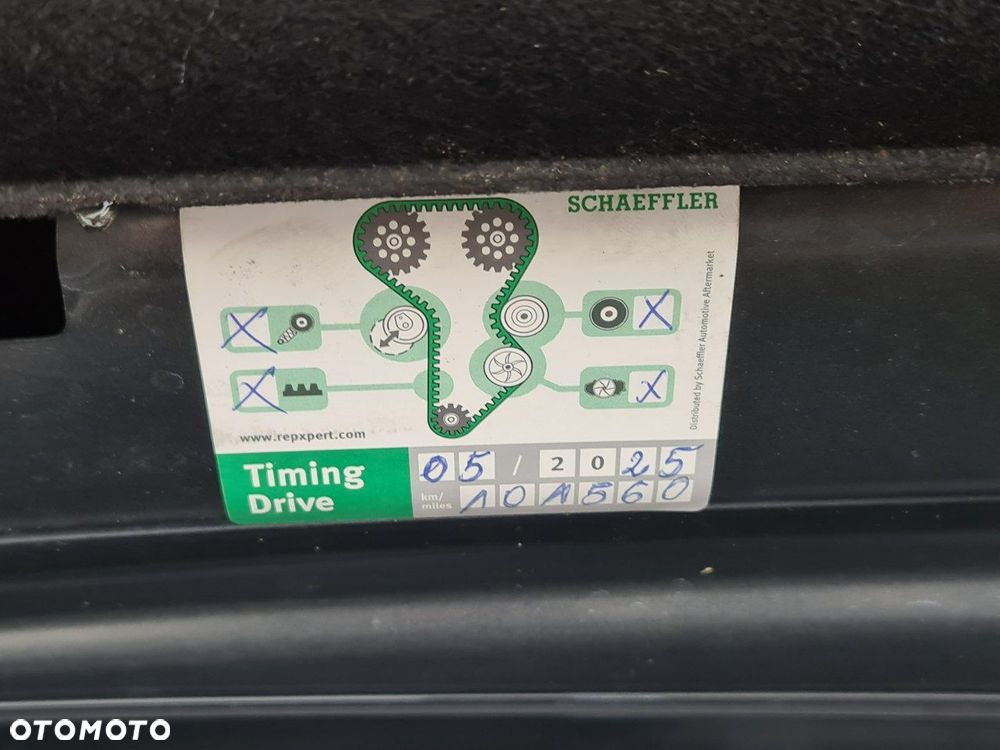 SCHAEFFLER
Distributed by Schaeffler Automotive Aftermarket
X
X
X
X
www.repxpert.com
Timing Drive
05 / 2025
km/miles 101560
OTOMOTO